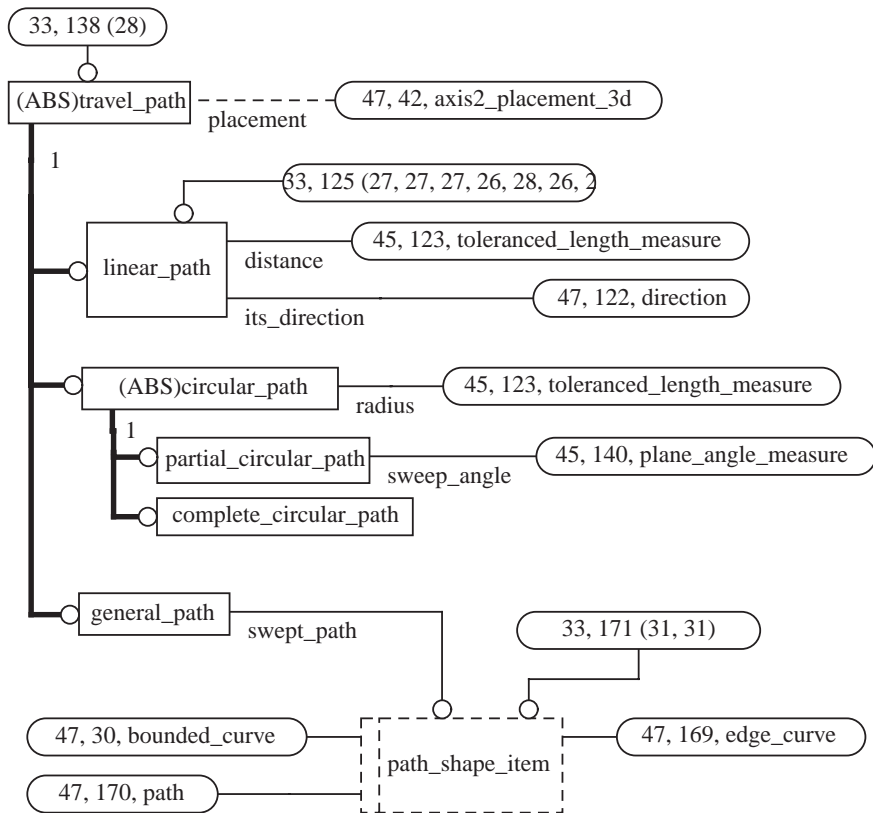 33, 138 (28)
(ABS)travel_path
placement
47, 42, axis2_placement_3d
1
33, 125 (27, 27, 27, 26, 28, 26, 2
linear_path
distance
45, 123, toleranced_length_measure
its_direction
47, 122, direction
(ABS)circular_path
radius
45, 123, toleranced_length_measure
1
partial_circular_path
sweep_angle
45, 140, plane_angle_measure
complete_circular_path
general_path
swept_path
33, 171 (31, 31)
47, 30, bounded_curve
path_shape_item
47, 169, edge_curve
47, 170, path